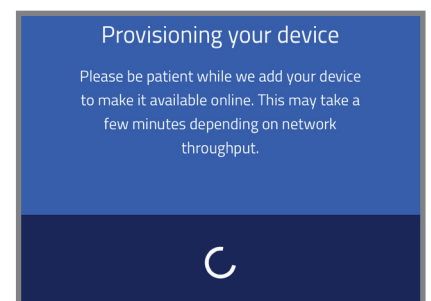 Provisioning your device
Please be patient while we add your device
to make it available online. This may take a
few minutes depending on network
throughput.